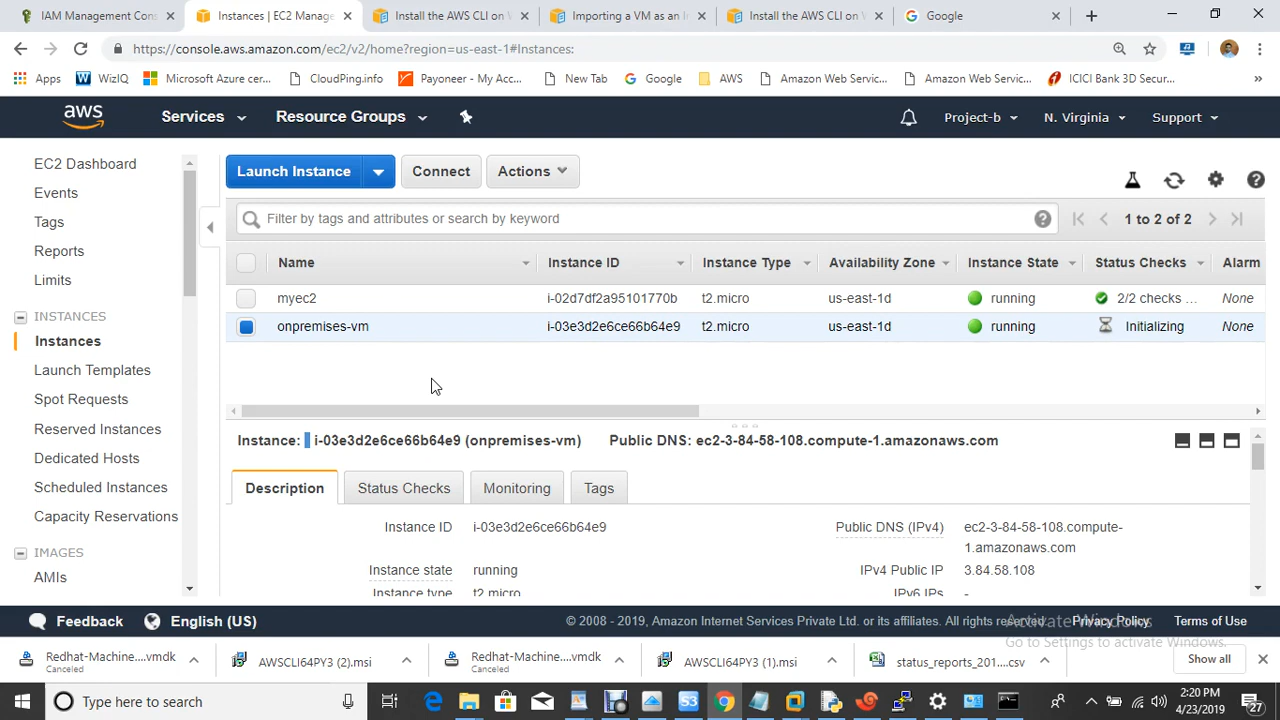 IAM Management Cons
Instances | EC2 Manage
Install the AWS CLI on
Importing a VM as an I
Install the AWS CLI on
Google
https://console.aws.amazon.com/ec2/v2/home?region=us-east-1#Instances:
Apps
WizIQ
Microsoft Azure cer...
CloudPing.info
Payoneer - My Acco...
New Tab
Google
AWS
Amazon Web Servic...
Amazon Web Servic...
ICICI Bank 3D Secur...
»
aws
Services
Resource Groups
Project-b
N. Virginia
Support
EC2 Dashboard
Events
Tags
Reports
Limits
INSTANCES
Instances
Launch Templates
Spot Requests
Reserved Instances
Dedicated Hosts
Scheduled Instances
Capacity Reservations
IMAGES
AMIs
Launch Instance
Connect
Actions
Filter by tags and attributes or search by keyword
1 to 2 of 2
Name Instance ID Instance Type Availability Zone Instance State Status Checks Alarm
myec2 i-02d7df2a95101770b t2.micro us-east-1d running 2/2 checks ... None
onpremises-vm i-03e3d2e6ce66b64e9 t2.micro us-east-1d running Initializing None
Instance: i-03e3d2e6ce66b64e9 (onpremises-vm) Public DNS: ec2-3-84-58-108.compute-1.amazonaws.com
Description
Status Checks
Monitoring
Tags
Instance ID i-03e3d2e6ce66b64e9
Instance state running
Instance type t2.micro
Public DNS (IPv4) ec2-3-84-58-108.compute-
1.amazonaws.com
IPv4 Public IP 3.84.58.108
IPv6 IPs -
Feedback
English (US)
© 2008 - 2019, Amazon Internet Services Private Ltd. or its affiliates. All rights reserved.
Privacy Policy
Terms of Use
Activate Windows
Go to Settings to activate Windows.
Redhat-Machine....vmdk
Canceled
AWSCLI64PY3 (2).msi
Redhat-Machine....vmdk
Canceled
AWSCLI64PY3 (1).msi
status_reports_201....csv
Show all
Type here to search
2:20 PM
4/23/2019
27